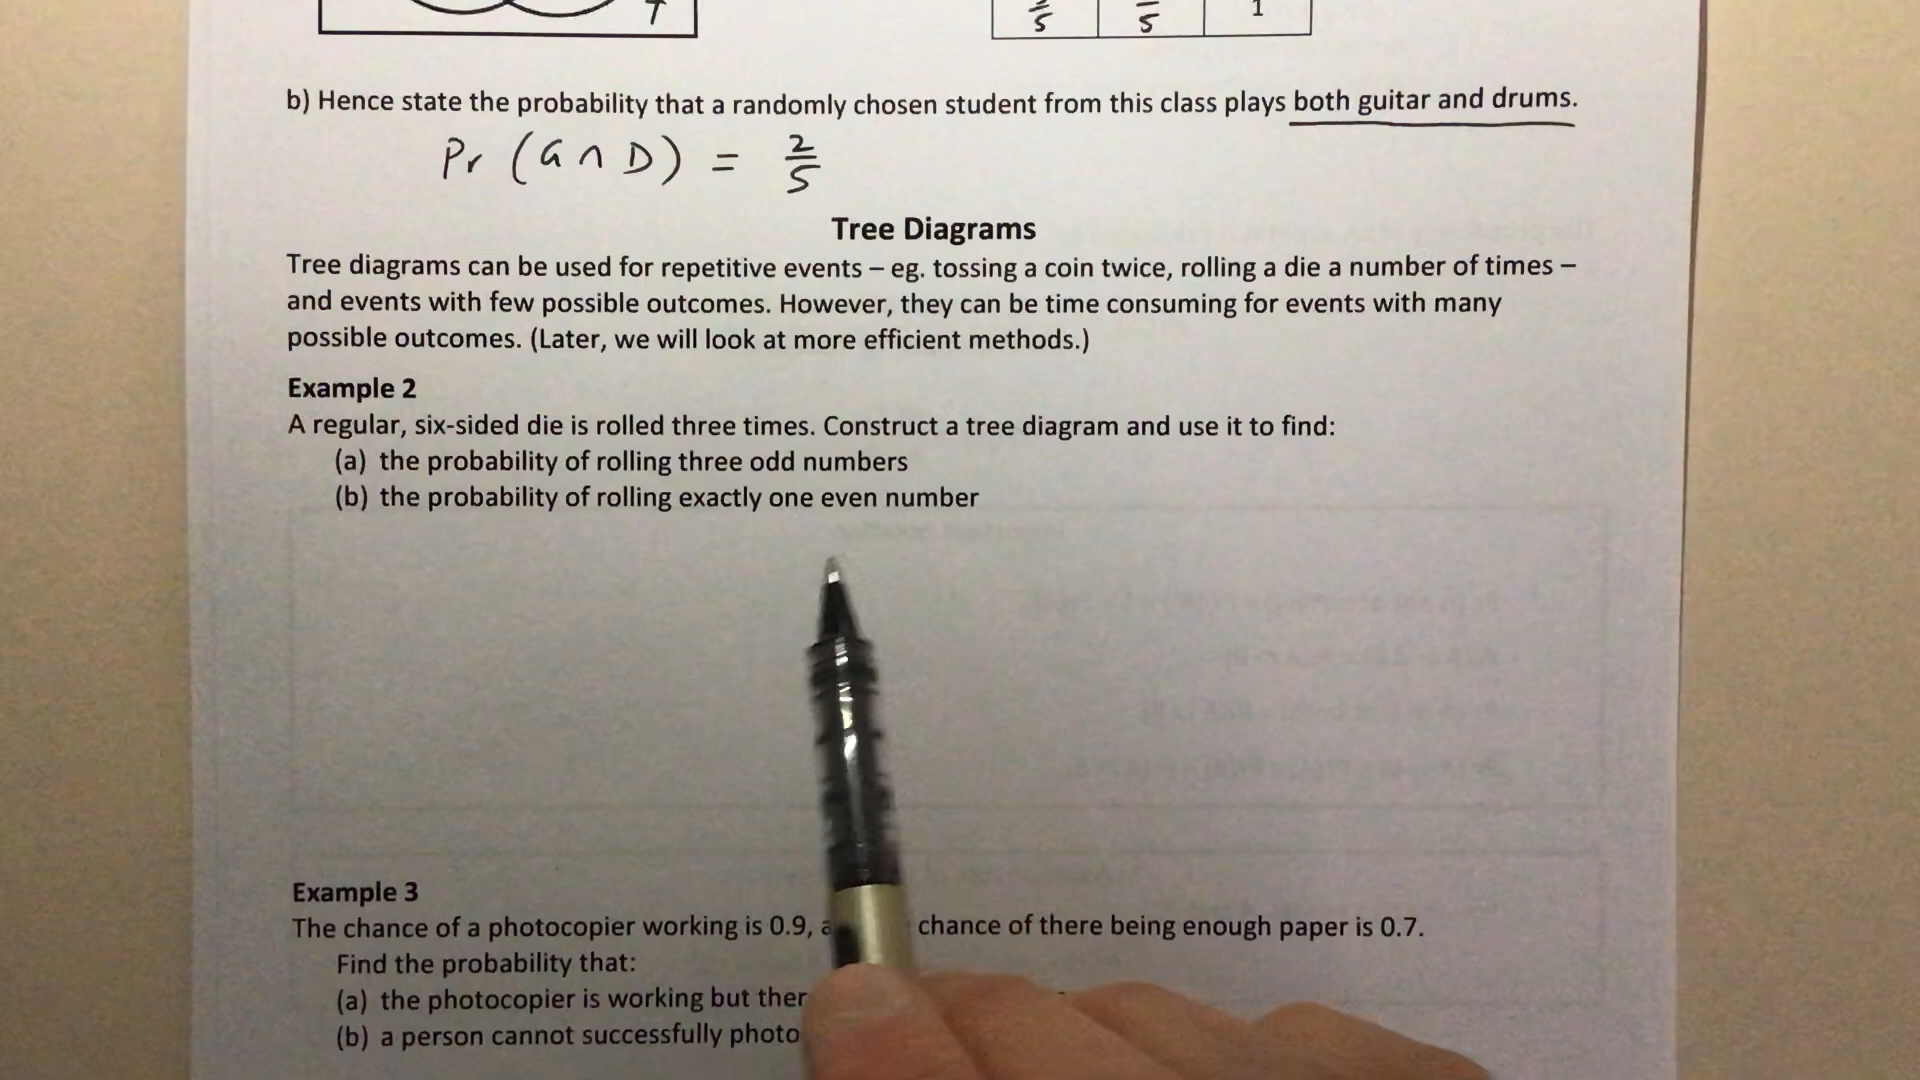 7
3/5 /5 1
b) Hence state the probability that a randomly chosen student from this class plays both guitar and drums.
Pr (G ∩ D) = 2/5
Tree Diagrams
Tree diagrams can be used for repetitive events – eg. tossing a coin twice, rolling a die a number of times –
and events with few possible outcomes. However, they can be time consuming for events with many
possible outcomes. (Later, we will look at more efficient methods.)
Example 2
A regular, six-sided die is rolled three times. Construct a tree diagram and use it to find:
(a) the probability of rolling three odd numbers
(b) the probability of rolling exactly one even number
Example 3
The chance of a photocopier working is 0.9, chance of there being enough paper is 0.7.
Find the probability that:
(a) the photocopier is working but
(b) a person cannot successfully